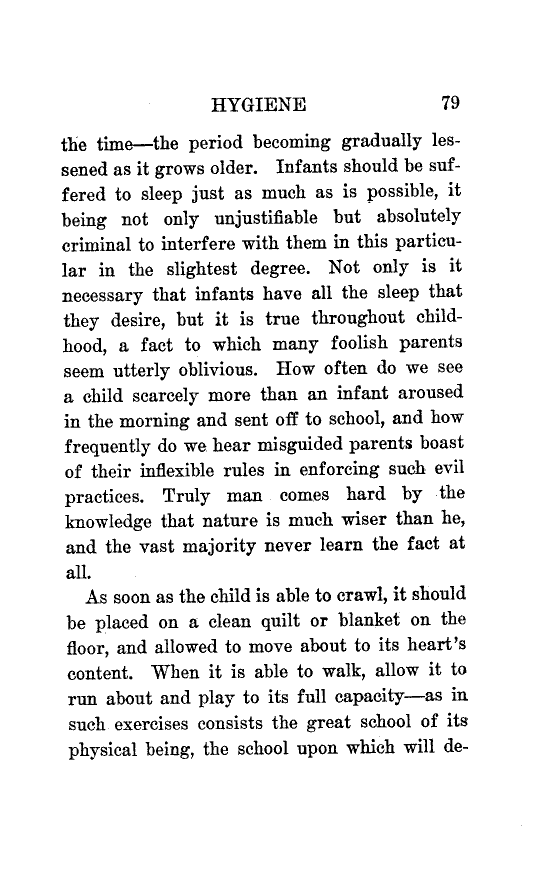 HYGIENE 79
the time—the period becoming gradually les-
sened as it grows older. Infants should be suf-
fered to sleep just as much as is possible, it
being not only unjustifiable but absolutely
criminal to interfere with them in this particu-
lar in the slightest degree. Not only is it
necessary that infants have all the sleep that
they desire, but it is true throughout child-
hood, a fact to which many foolish parents
seem utterly oblivious. How often do we see
a child scarcely more than an infant aroused
in the morning and sent off to school, and how
frequently do we hear misguided parents boast
of their inflexible rules in enforcing such evil
practices. Truly man comes hard by the
knowledge that nature is much wiser than he,
and the vast majority never learn the fact at
all.
As soon as the child is able to crawl, it should
be placed on a clean quilt or blanket on the
floor, and allowed to move about to its heart's
content. When it is able to walk, allow it to
run about and play to its full capacity—as in
such exercises consists the great school of its
physical being, the school upon which will de-